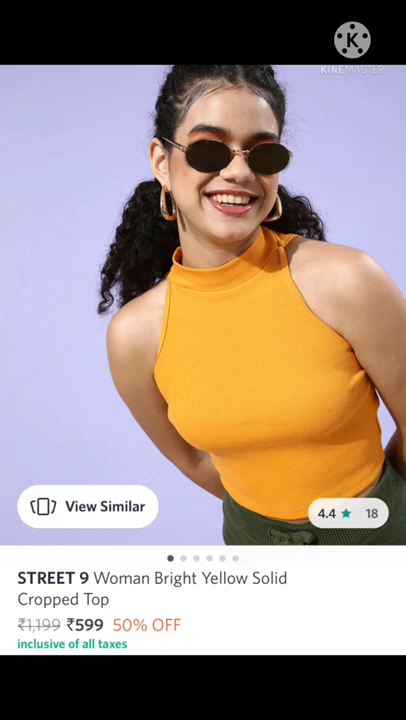 K
KINEMASTER
View Similar
4.4 ★ 18
STREET 9 Woman Bright Yellow Solid
Cropped Top
₹1,199 ₹599 50% OFF
inclusive of all taxes